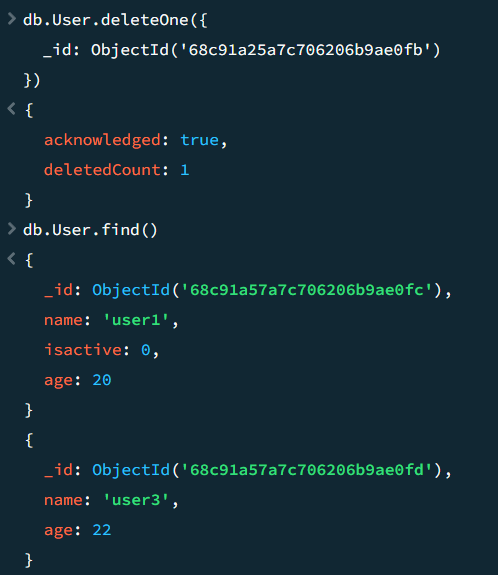 > db.User.deleteOne({
_id: ObjectId('68c91a25a7c706206b9ae0fb')
})
< {
acknowledged: true,
deletedCount: 1
}
> db.User.find()
< {
_id: ObjectId('68c91a57a7c706206b9ae0fc'),
name: 'user1',
isactive: 0,
age: 20
}
{
_id: ObjectId('68c91a57a7c706206b9ae0fd'),
name: 'user3',
age: 22
}